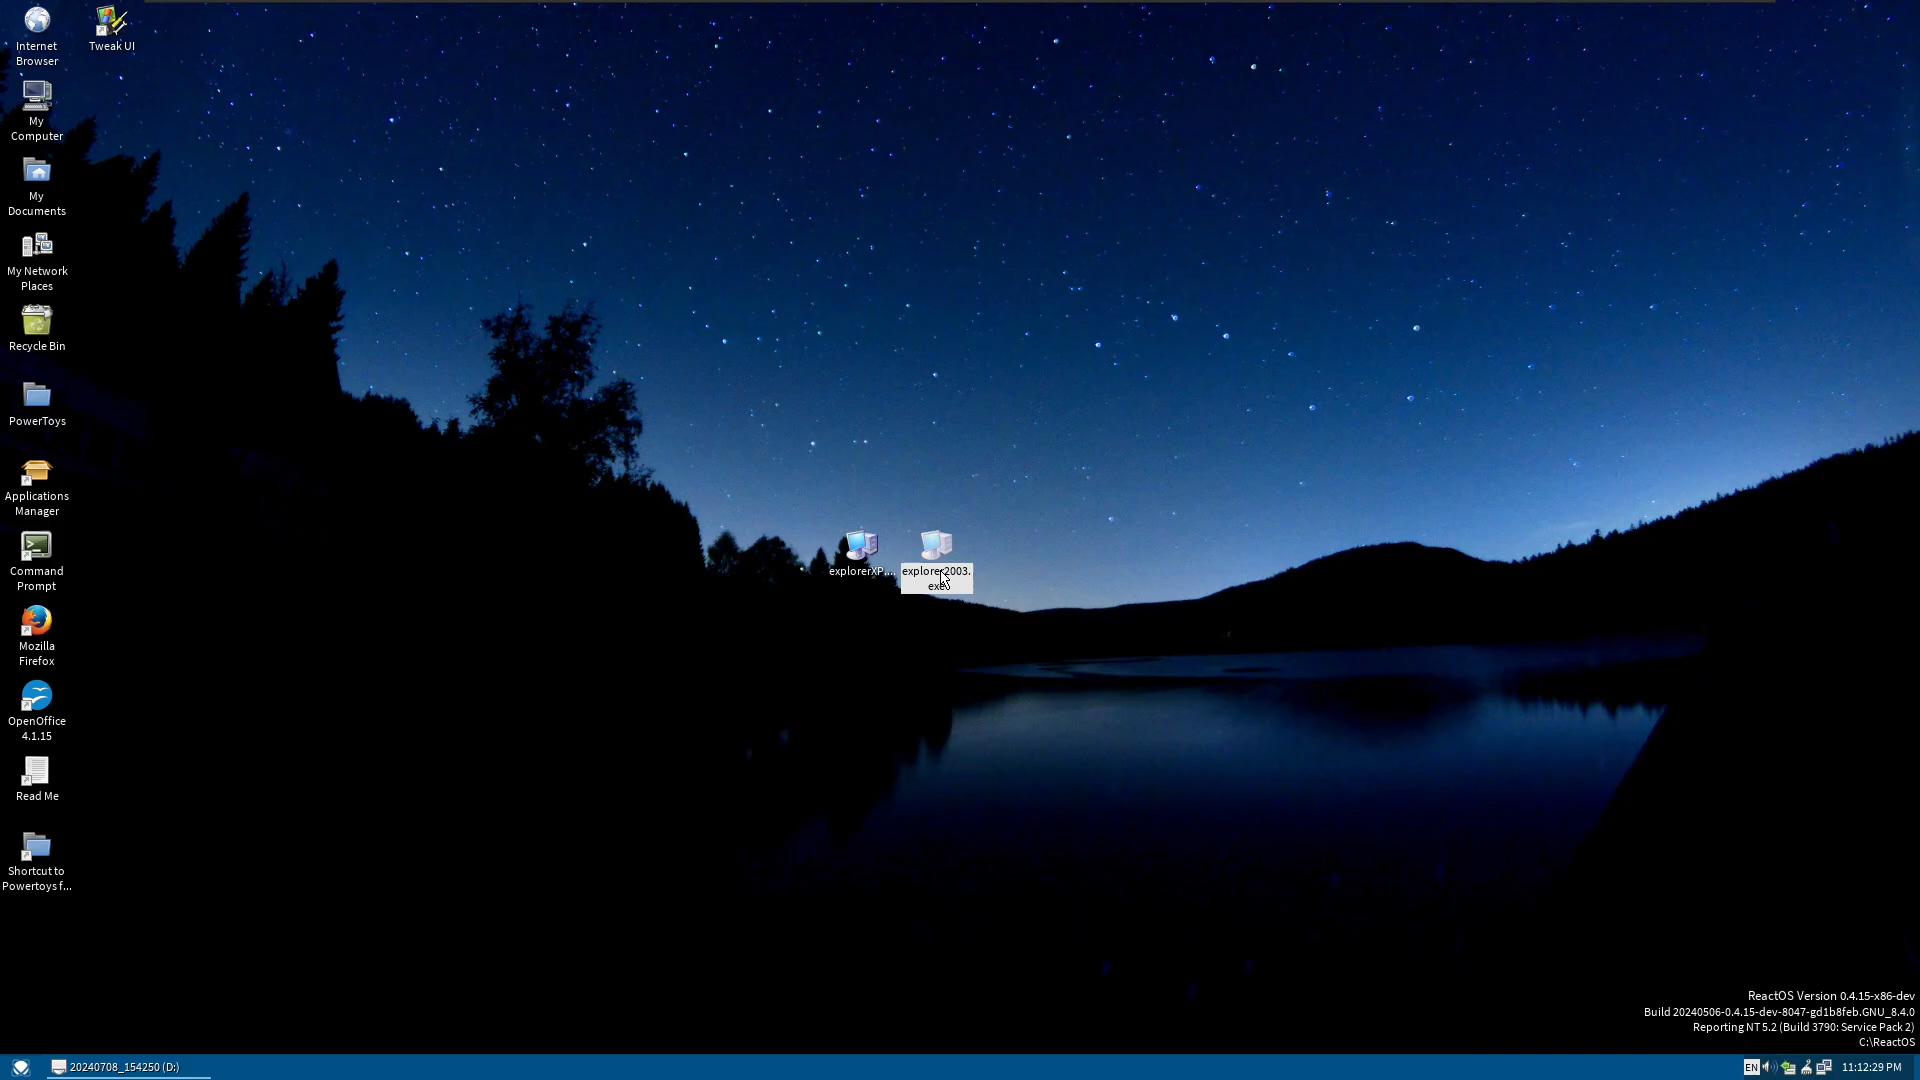 Internet
Browser
Tweak UI
My
Computer
My
Documents
My Network
Places
Recycle Bin
PowerToys
Applications
Manager
Command
Prompt
Mozilla
Firefox
OpenOffice
4.1.15
Read Me
Shortcut to
Powertoys f...
explorerXP....
explorer2003.
exe
ReactOS Version 0.4.15-x86-dev
Build 20240506-0.4.15-dev-8047-gd1b8feb.GNU_8.4.0
Reporting NT 5.2 (Build 3790: Service Pack 2)
C:\ReactOS
20240708_154250 (D:)
EN
11:12:29 PM